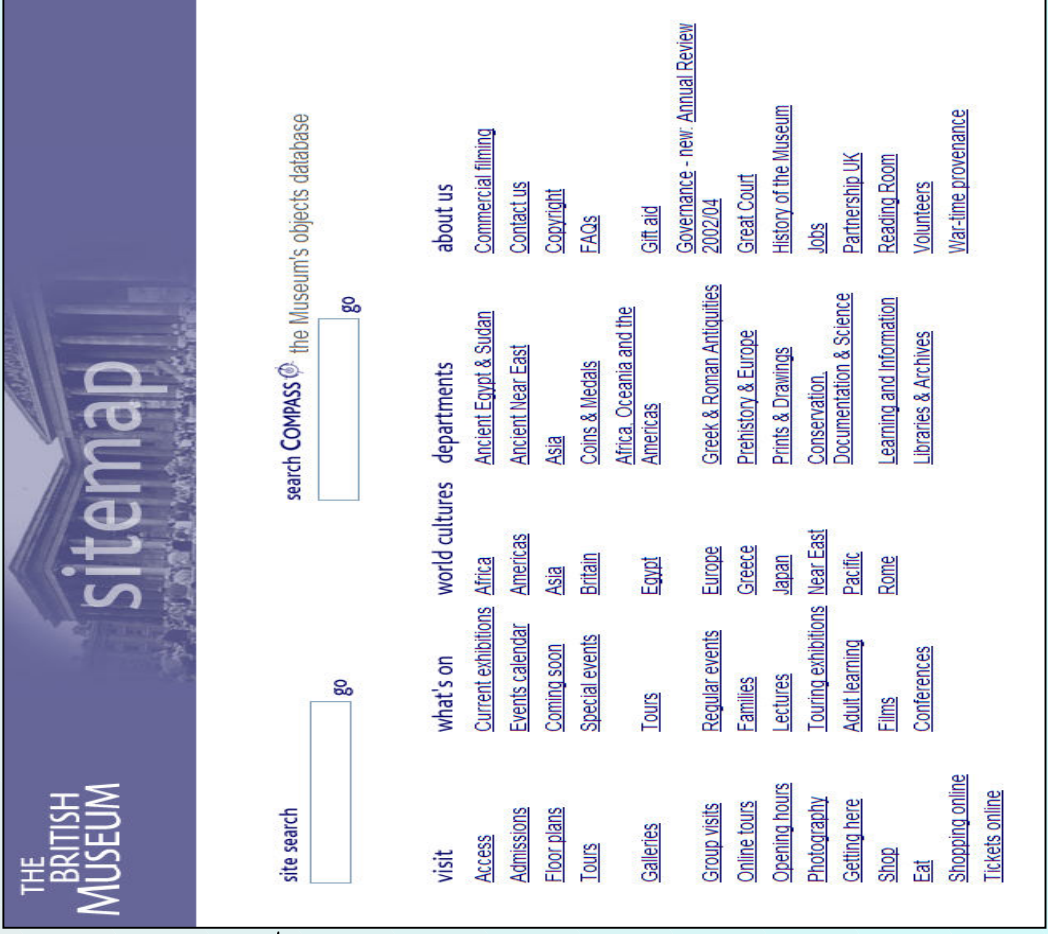 THE
BRITISH
MUSEUM
sitemap
site search
go
search COMPASS the Museum's objects database
go
visit
Access
Admissions
Floor plans
Tours
Galleries
Group visits
Online tours
Opening hours
Photography
Getting here
Shop
Eat
Shopping online
Tickets online
what's on
Current exhibitions
Events calendar
Coming soon
Special events
Tours
Regular events
Families
Lectures
Touring exhibitions
Adult learning
Films
Conferences
world cultures
Africa
Americas
Asia
Britain
Egypt
Europe
Greece
Japan
Near East
Pacific
Rome
departments
Ancient Egypt & Sudan
Ancient Near East
Asia
Coins & Medals
Africa, Oceania and the
Americas
Greek & Roman Antiquities
Prehistory & Europe
Prints & Drawings
Conservation,
Documentation & Science
Learning and Information
Libraries & Archives
about us
Commercial filming
Contact us
Copyright
FAQs
Gift aid
Governance - new: Annual Review
2002/04
Great Court
History of the Museum
Jobs
Partnership UK
Reading Room
Volunteers
War-time provenance